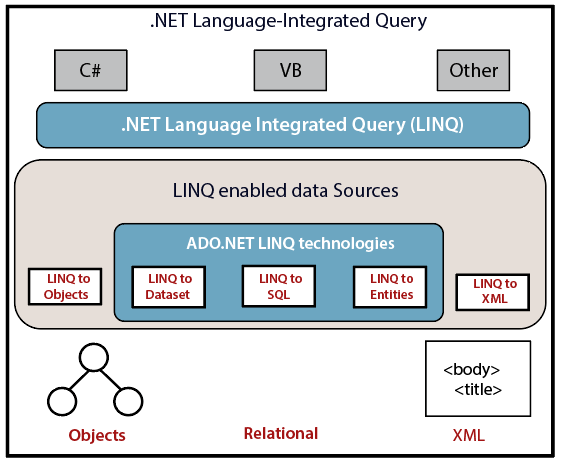 .NET Language-Integrated Query
C#
VB
Other
.NET Language Integrated Query (LINQ)
LINQ enabled data Sources
ADO.NET LINQ technologies
LINQ to
Objects
LINQ to
Dataset
LINQ to
SQL
LINQ to
Entities
LINQ to
XML
<body>
<title>
Objects
Relational
XML